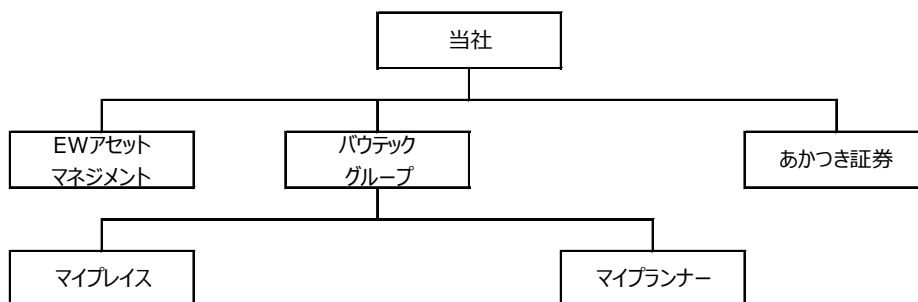 当社
EWアセット
マネジメント
バウテック
グループ
あかつき証券
マイプレイス
マイプランナー